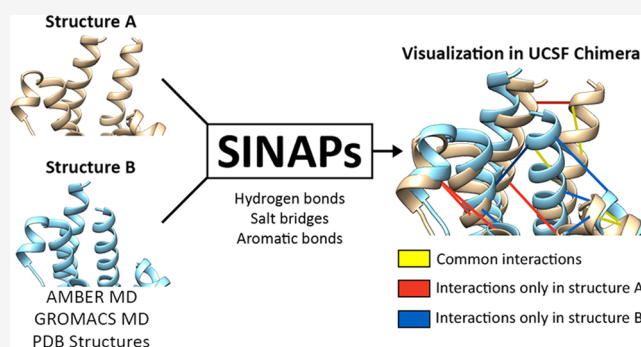 Structure A
Structure B
AMBER MD
GROMACS MD
PDB Structures
SINAPs
Hydrogen bonds
Salt bridges
Aromatic bonds
Visualization in UCSF Chimera
Common interactions
Interactions only in structure A
Interactions only in structure B